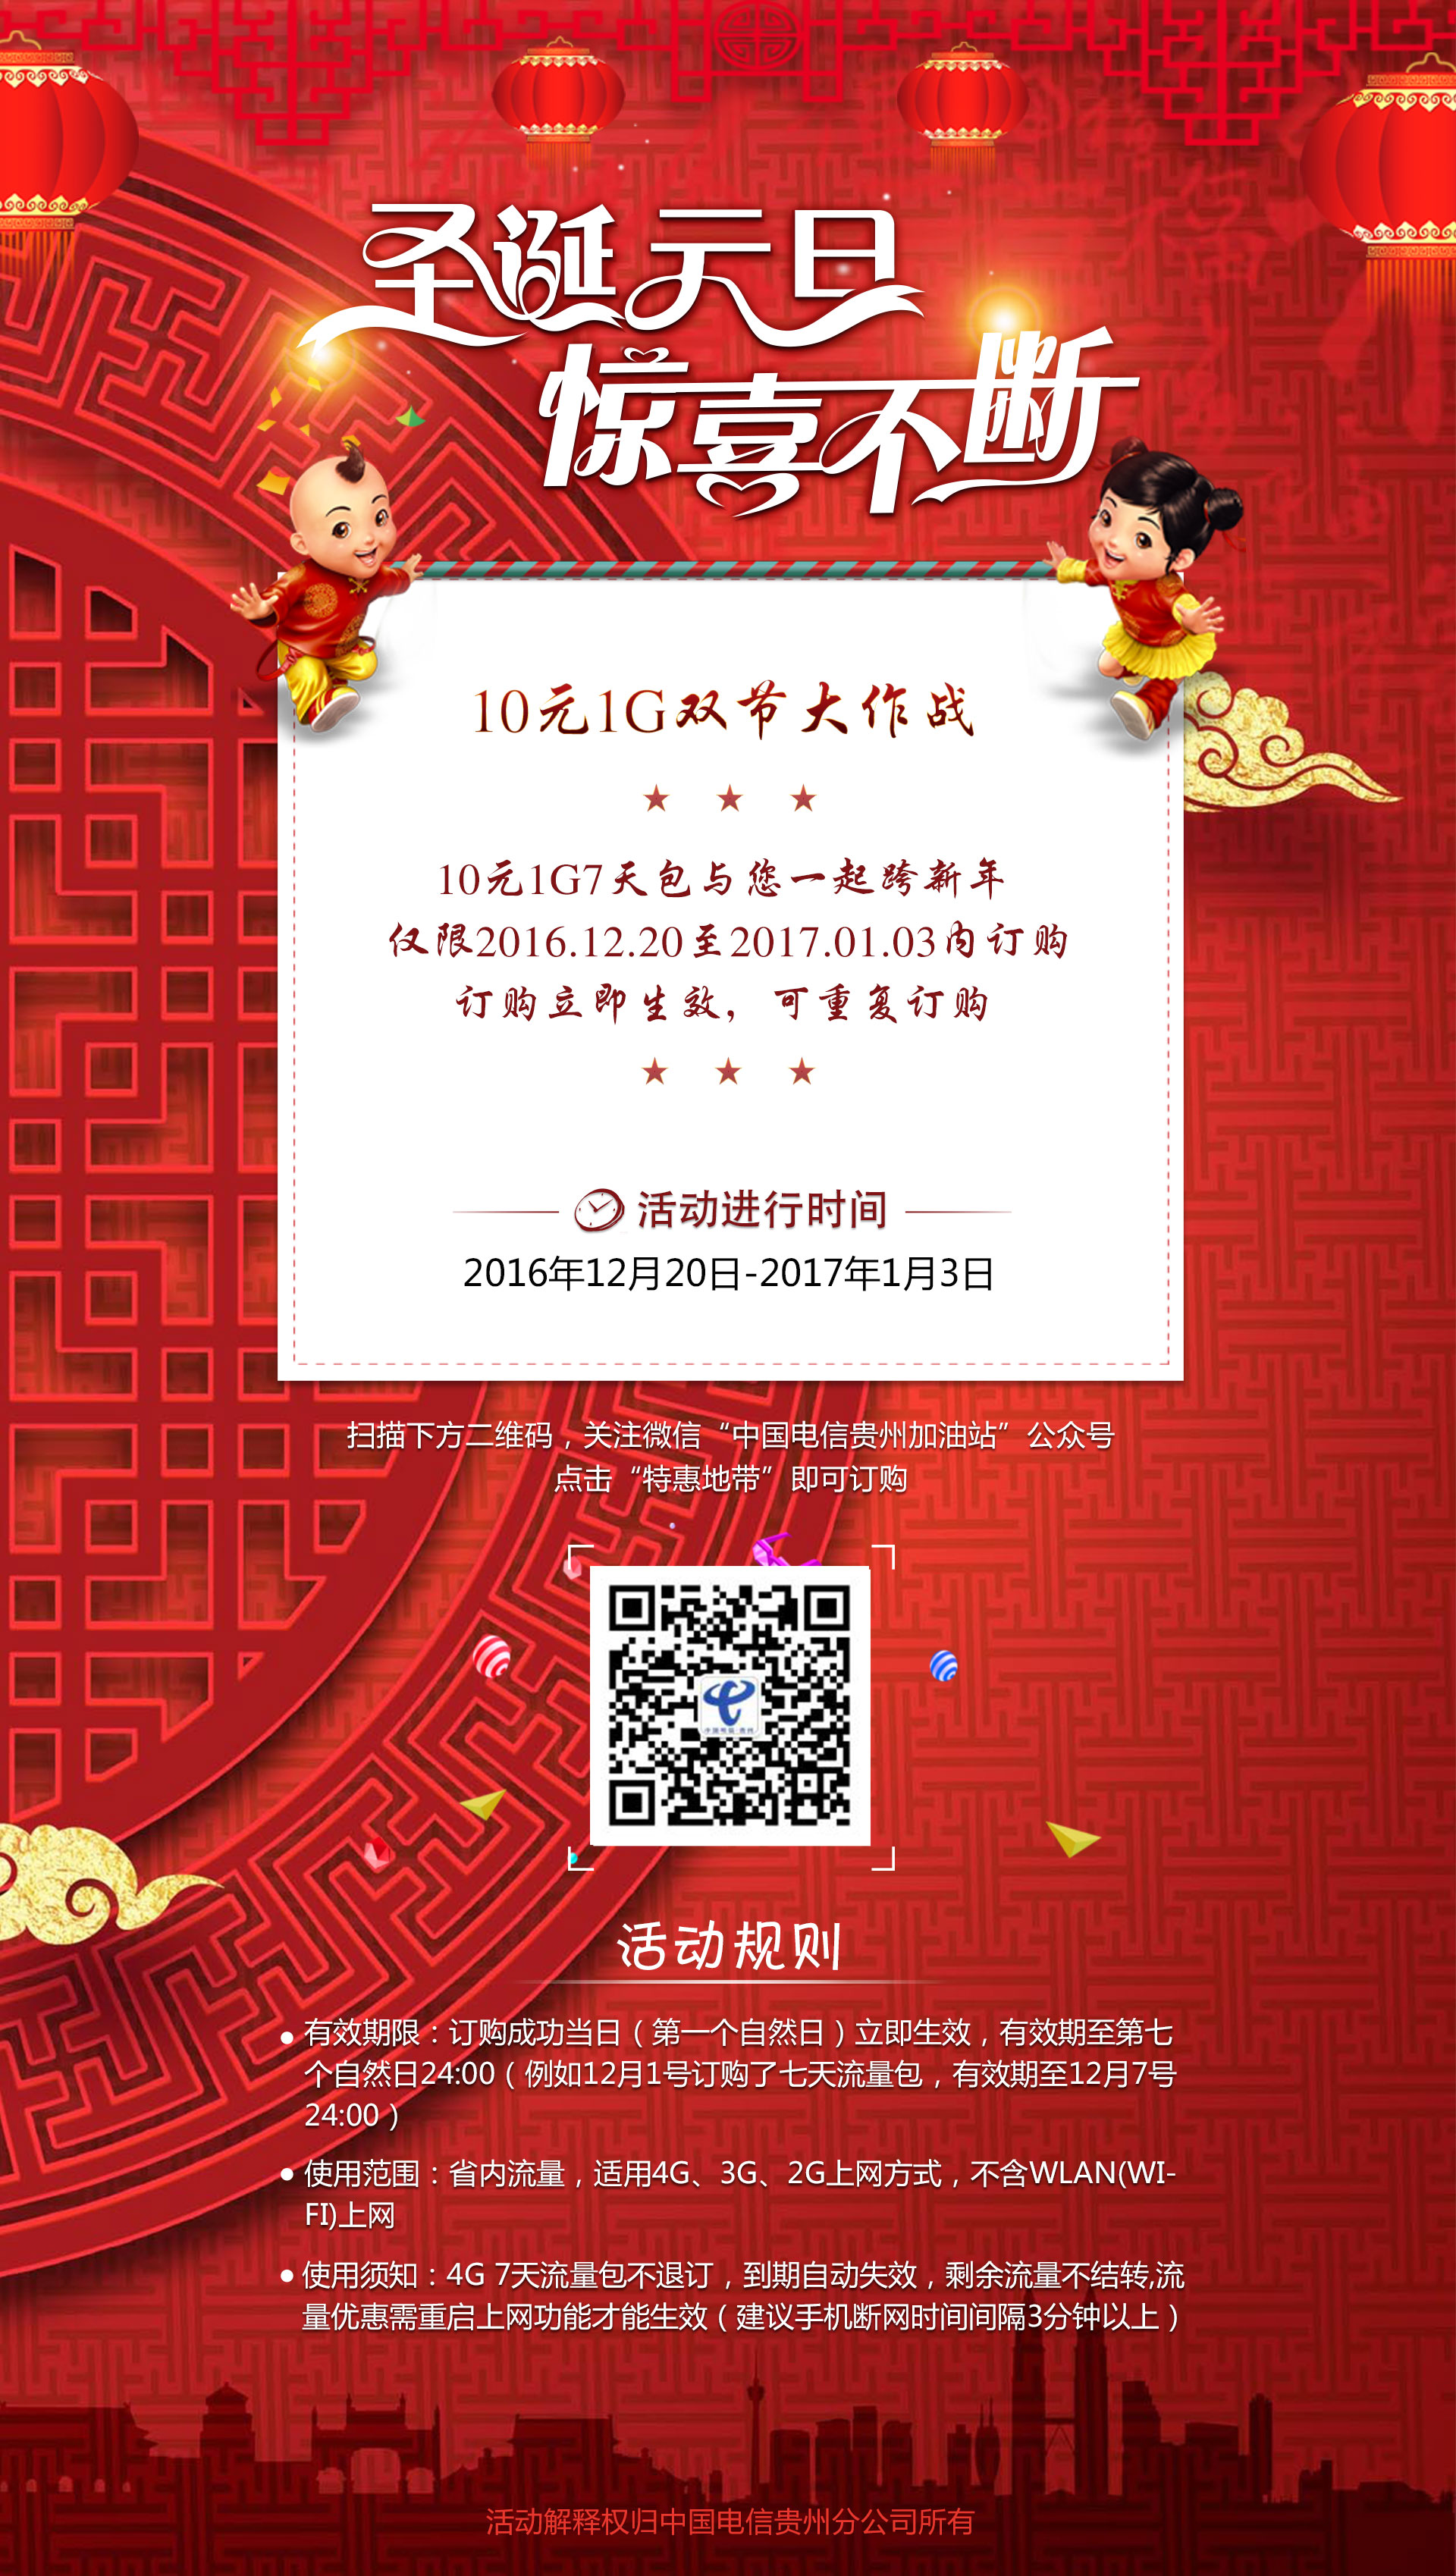 圣诞元旦
惊喜不断
10元1G双节大作战
10元1G7天包与您一起跨新年
仅限2016.12.20至2017.01.03内订购
订购立即生效，可重复订购
活动进行时间
2016年12月20日-2017年1月3日
扫描下方二维码，关注微信“中国电信贵州加油站”公众号
点击“特惠地带”即可订购
中国电信·贵州
活动规则
有效期限：订购成功当日（第一个自然日）立即生效，有效期至第七
个自然日24:00（例如12月1号订购了七天流量包，有效期至12月7号
24:00）
使用范围：省内流量，适用4G、3G、2G上网方式，不含WLAN(WI-
FI)上网
使用须知：4G 7天流量包不退订，到期自动失效，剩余流量不结转,流
量优惠需重启上网功能才能生效（建议手机断网时间间隔3分钟以上）
活动解释权归中国电信贵州分公司所有